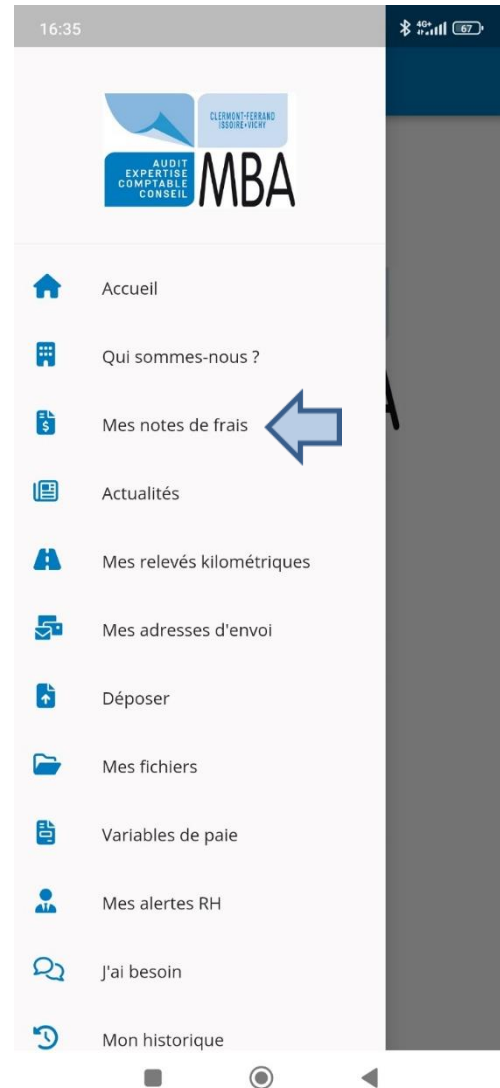 16:35
4G+
67
CLERMONT-FERRAND
ISSOIRE•VICHY
AUDIT
EXPERTISE
COMPTABLE
CONSEIL
MBA
Accueil
Qui sommes-nous ?
Mes notes de frais
Actualités
Mes relevés kilométriques
Mes adresses d'envoi
Déposer
Mes fichiers
Variables de paie
Mes alertes RH
J'ai besoin
Mon historique